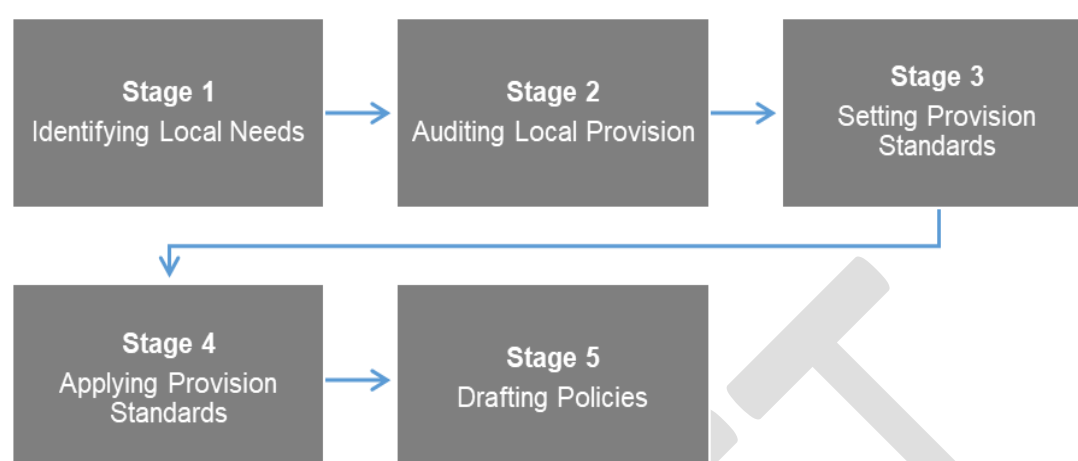 Stage 1
Identifying Local Needs
Stage 2
Auditing Local Provision
Stage 3
Setting Provision
Standards
Stage 4
Applying Provision
Standards
Stage 5
Drafting Policies